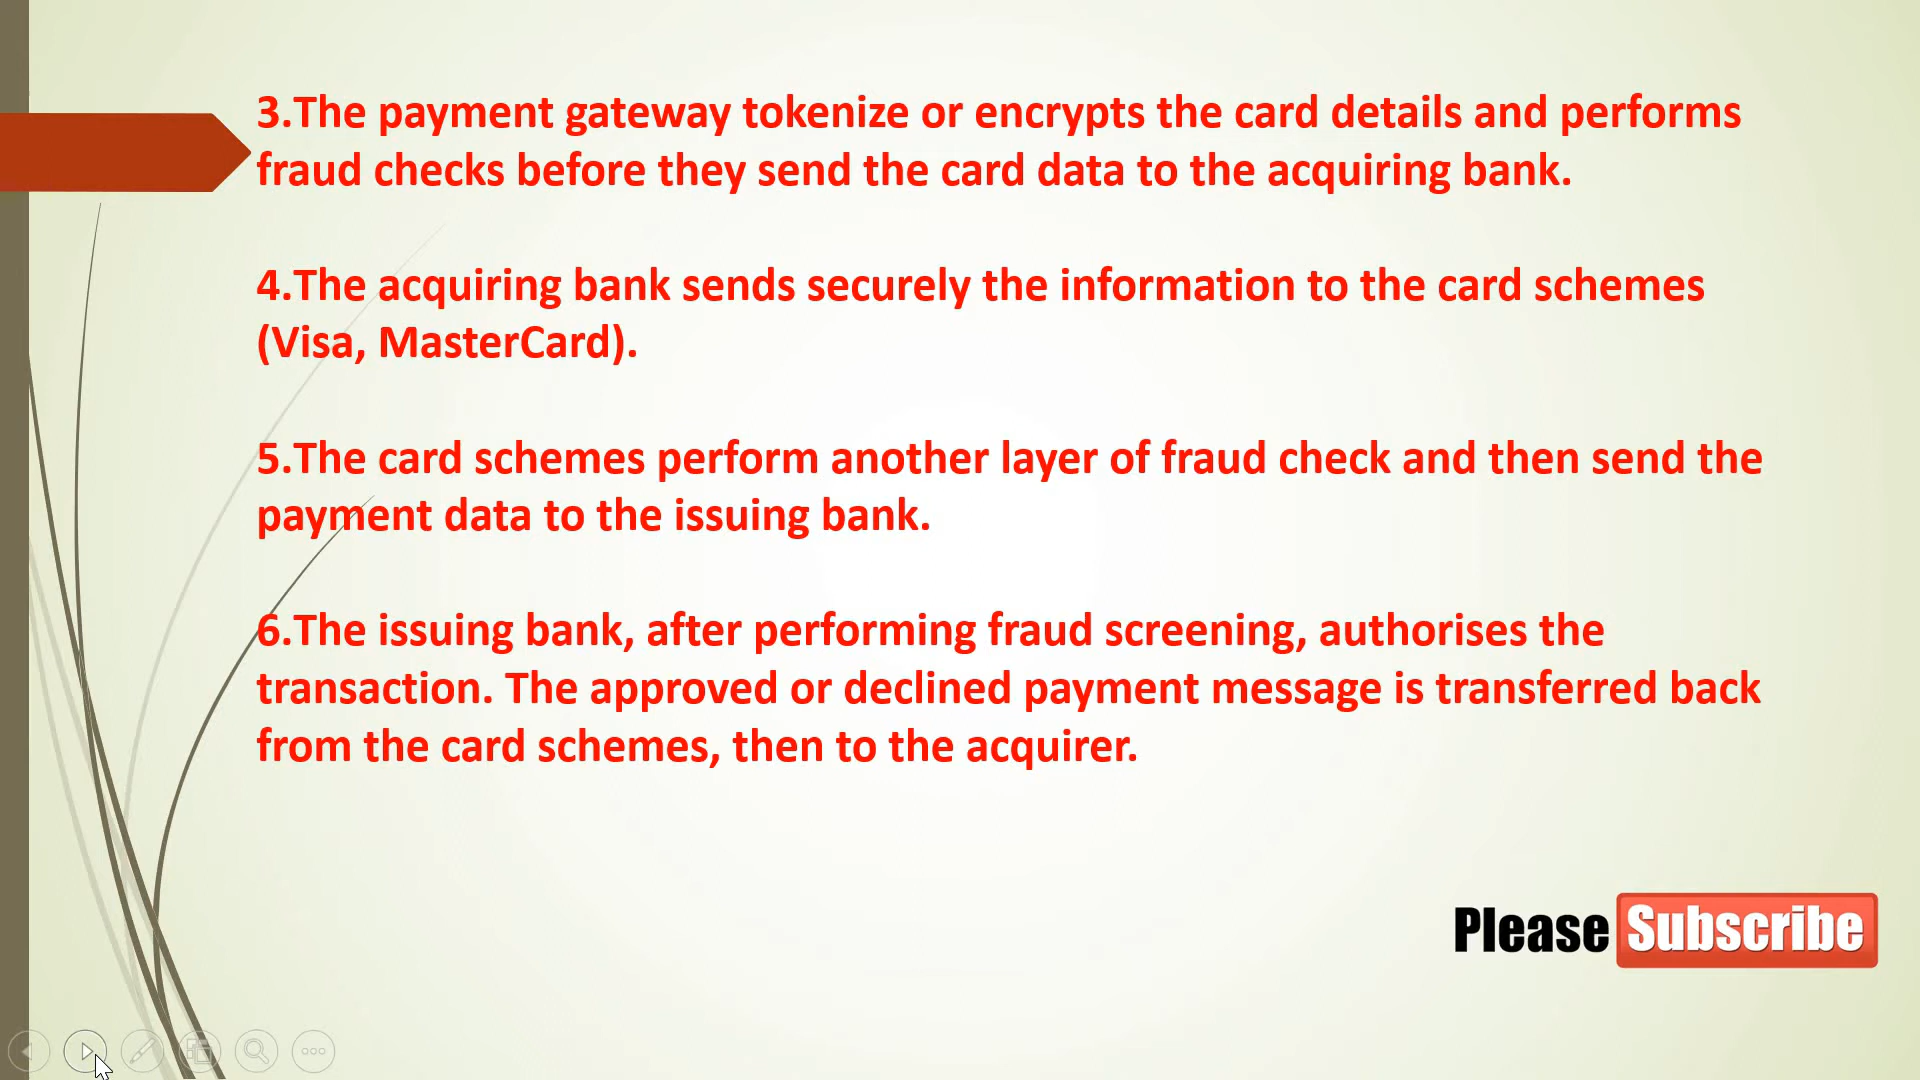 3.The payment gateway tokenize or encrypts the card details and performs
fraud checks before they send the card data to the acquiring bank.
4.The acquiring bank sends securely the information to the card schemes
(Visa, MasterCard).
5.The card schemes perform another layer of fraud check and then send the
payment data to the issuing bank.
6.The issuing bank, after performing fraud screening, authorises the
transaction. The approved or declined payment message is transferred back
from the card schemes, then to the acquirer.
Please Subscribe